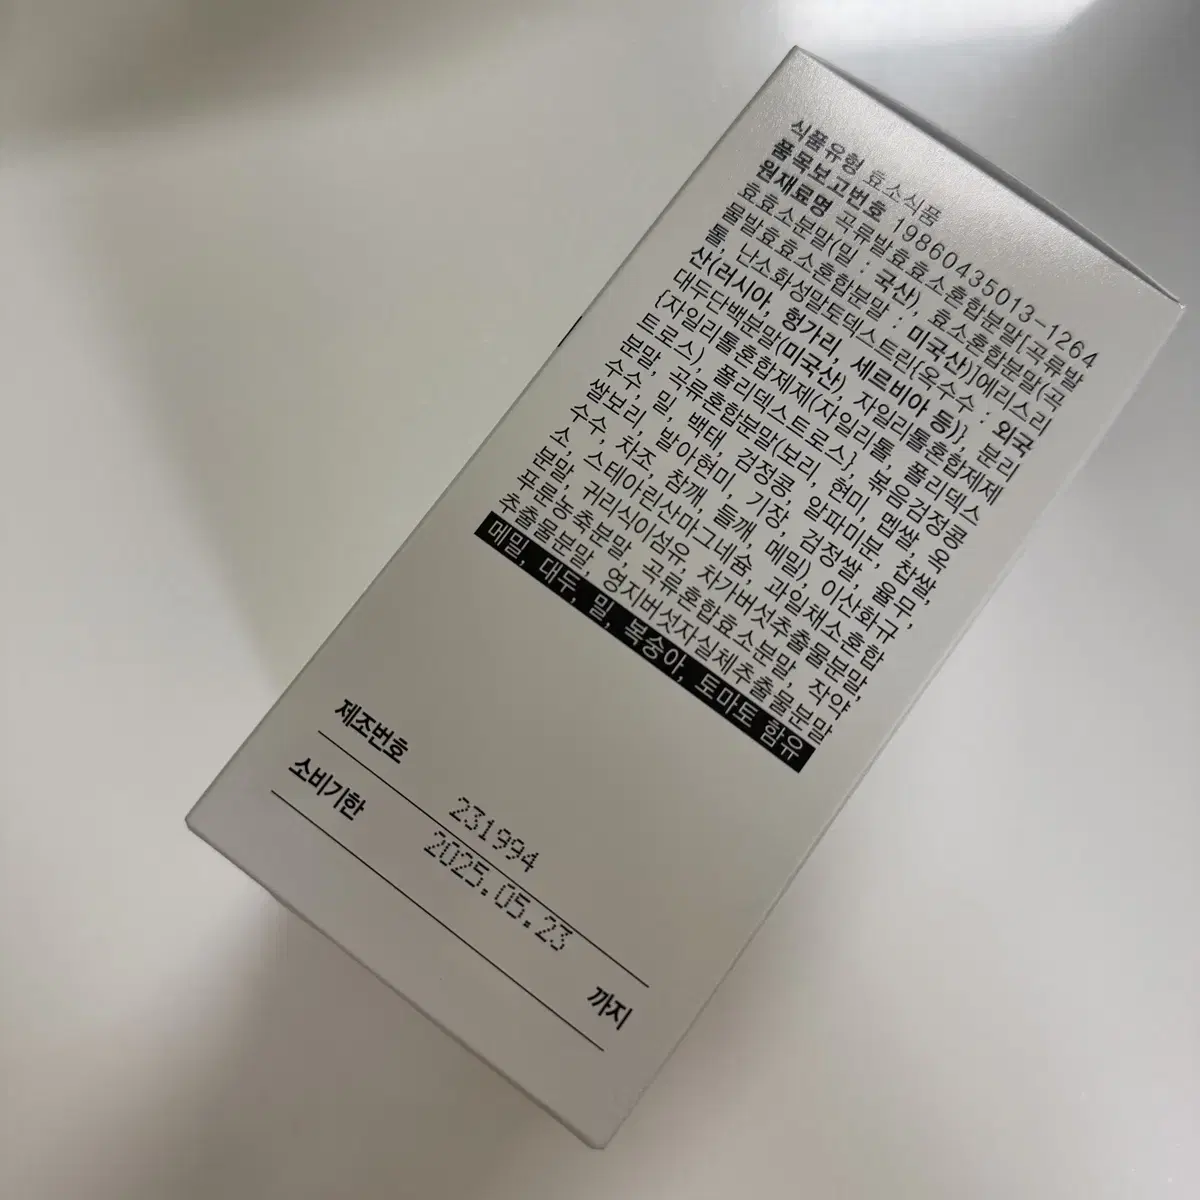 식품유형 효소식품
품목보고번호 19860435013-1264
원재료명 곡류발효효소혼합분말[곡류발
효효소분말(밀 : 국산), 효소혼합분말(곡
물발효효소혼합분말 : 미국산)]에리스리
톨, 난소화성말토덱스트린{옥수수 : 외국
산(러시아, 헝가리, 세르비아 등)}, 분리
대두단백분말(미국산), 자일리톨혼합제제
{자일리톨혼합제제(자일리톨, 폴리덱스
트로스), 폴리덱스트로스}, 볶음검정콩
분말, 곡류혼합분말(보리, 현미, 멥쌀, 옥
수수, 밀, 백태, 검정콩, 알파미분, 찹쌀,
쌀보리, 발아현미, 기장, 검정쌀, 율무,
수수, 차조, 참깨, 들깨, 메밀) 이산화규
소, 스테아린산마그네슘, 과일채소혼합
분말, 귀리식이섬유, 차가버섯추출물분말,
푸룬농축분말, 곡류혼합효소분말, 작약
추출물분말, 영지버섯자실체추출물분말
메밀, 대두, 밀, 복숭아, 토마토 함유
제조번호 231994
소비기한 2025.05.23 까지